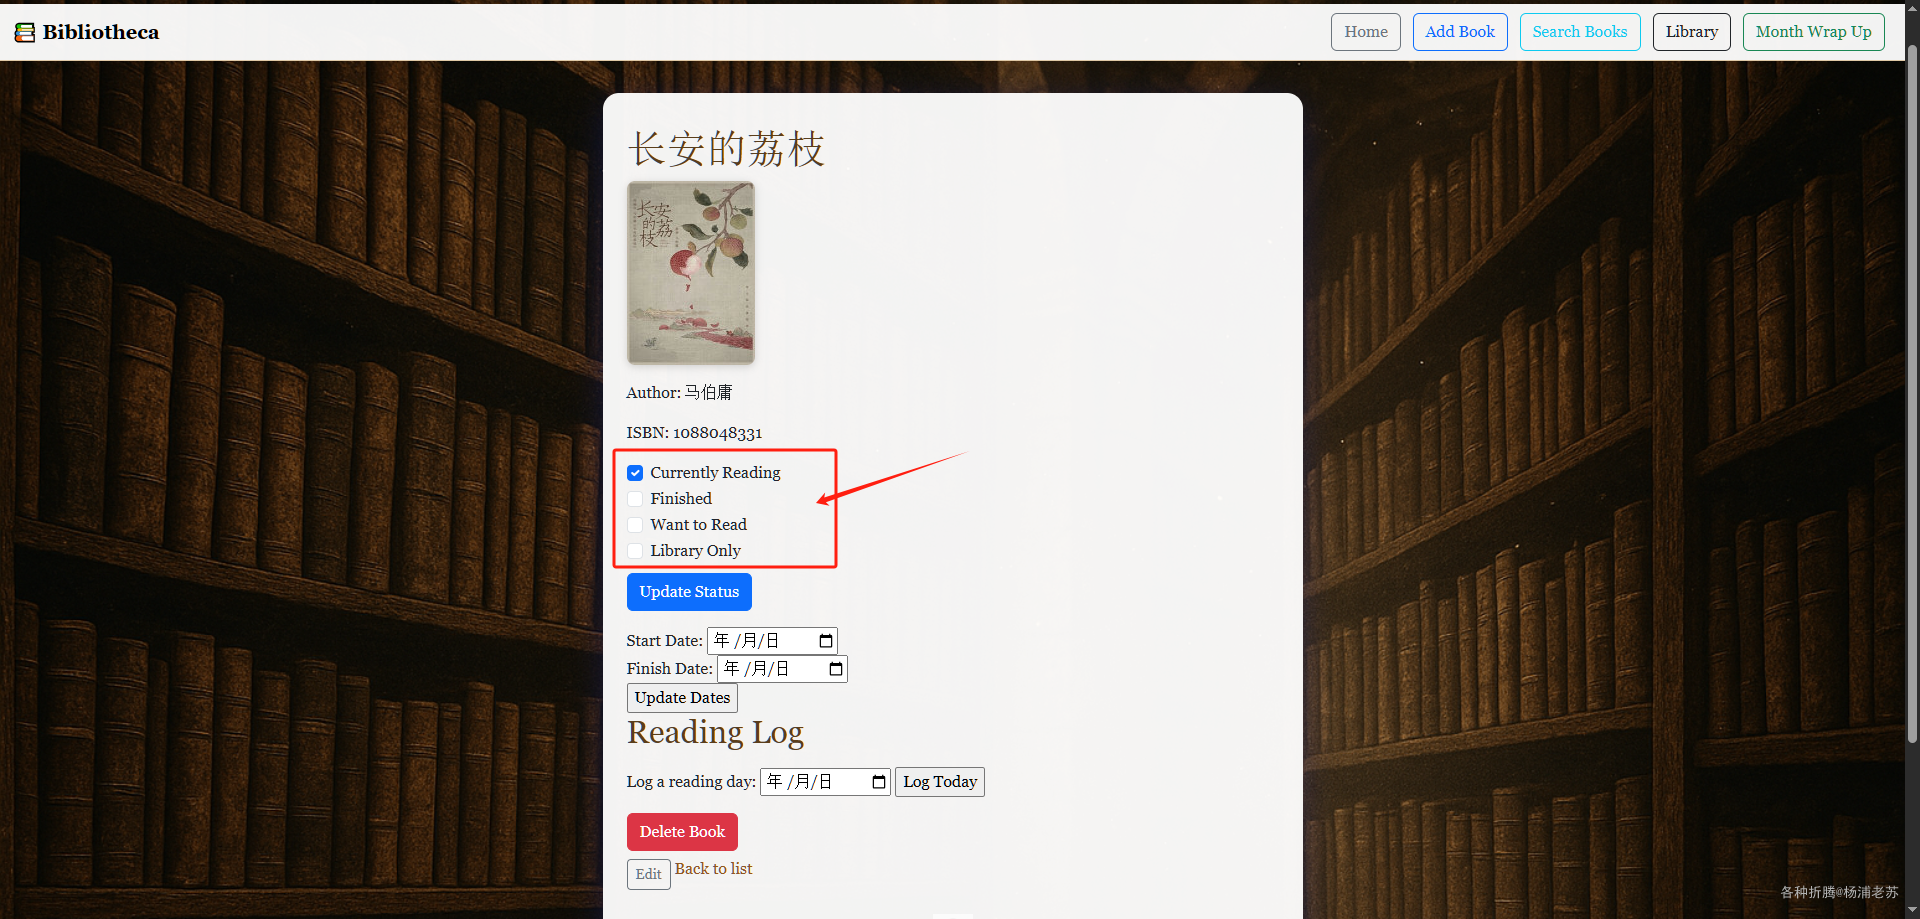 Bibliotheca
Home
Add Book
Search Books
Library
Month Wrap Up
长安的荔枝
长安
的荔
枝
Author: 马伯庸
ISBN: 1088048331
Currently Reading
Finished
Want to Read
Library Only
Update Status
Start Date: 年 /月/日
Finish Date: 年 /月/日
Update Dates
Reading Log
Log a reading day: 年 /月/日 Log Today
Delete Book
Edit Back to list
各种折腾@杨浦老苏